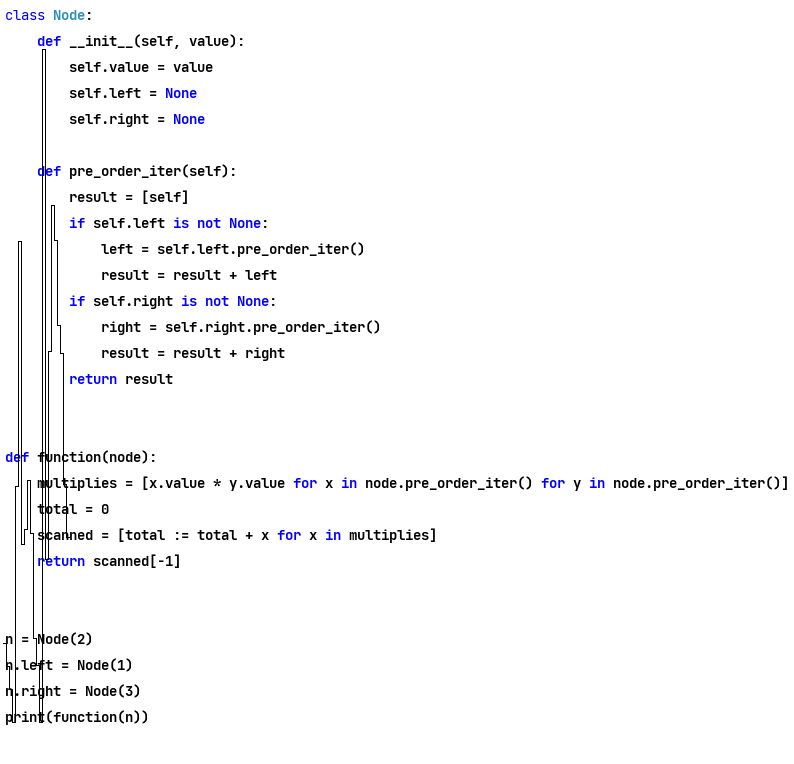 class Node:
    def __init__(self, value):
        self.value = value
        self.left = None
        self.right = None

    def pre_order_iter(self):
        result = [self]
        if self.left is not None:
            left = self.left.pre_order_iter()
            result = result + left
        if self.right is not None:
            right = self.right.pre_order_iter()
            result = result + right
        return result


def function(node):
    multiplies = [x.value * y.value for x in node.pre_order_iter() for y in node.pre_order_iter()]
    total = 0
    scanned = [total := total + x for x in multiplies]
    return scanned[-1]


n = Node(2)
n.left = Node(1)
n.right = Node(3)
print(function(n))